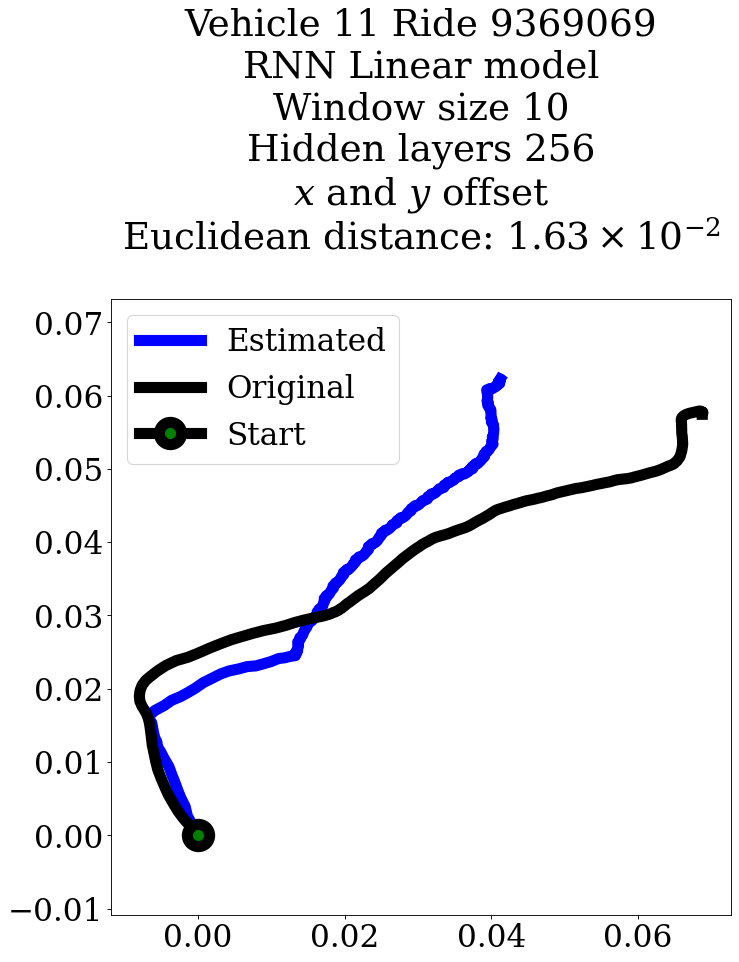 Vehicle 11 Ride 9369069
RNN Linear model
Window size 10
Hidden layers 256
x and y offset
Euclidean distance: 1.63 × 10⁻²
Estimated
Original
Start
0.07
0.06
0.05
0.04
0.03
0.02
0.01
0.00
−0.01
0.00 0.02 0.04 0.06